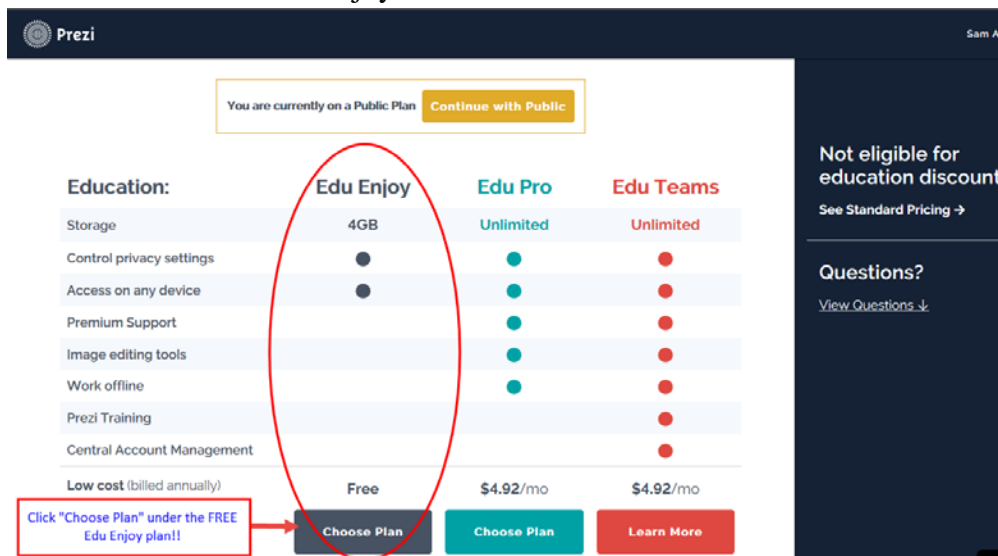 Prezi
Sam A
You are currently on a Public Plan Continue with Public
Not eligible for
education discount
See Standard Pricing →
Questions?
View Questions ↓
Education: Edu Enjoy Edu Pro Edu Teams
Storage 4GB Unlimited Unlimited
Control privacy settings
Access on any device
Premium Support
Image editing tools
Work offline
Prezi Training
Central Account Management
Low cost (billed annually) Free $4.92/mo $4.92/mo
Click "Choose Plan" under the FREE
Edu Enjoy plan!!
Choose Plan Choose Plan Learn More